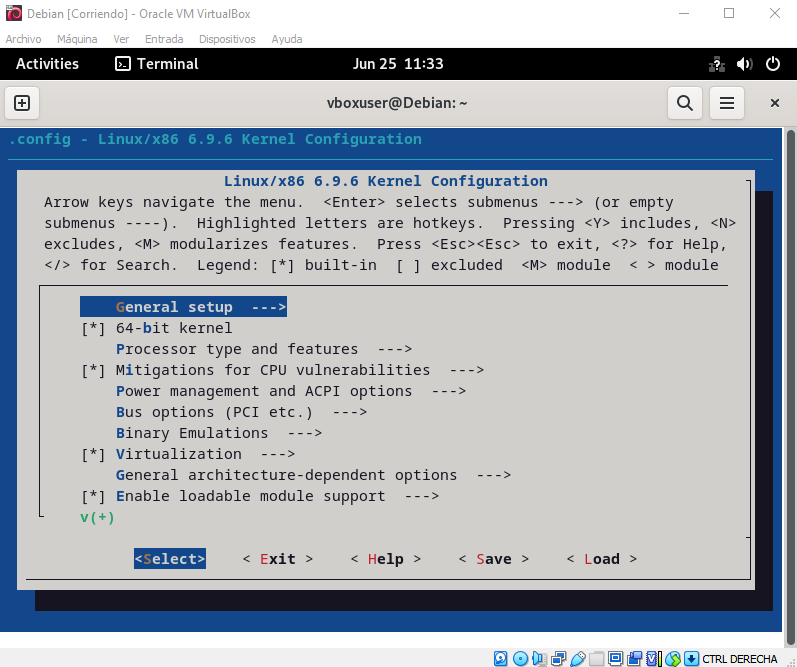 Debian [Corriendo] - Oracle VM VirtualBox
Archivo Máquina Ver Entrada Dispositivos Ayuda
Activities Terminal Jun 25 11:33
vboxuser@Debian: ~
.config - Linux/x86 6.9.6 Kernel Configuration
Linux/x86 6.9.6 Kernel Configuration
Arrow keys navigate the menu.  <Enter> selects submenus ---> (or empty
submenus ----).  Highlighted letters are hotkeys.  Pressing <Y> includes, <N>
excludes, <M> modularizes features.  Press <Esc><Esc> to exit, <?> for Help,
</> for Search.  Legend: [*] built-in  [ ] excluded  <M> module  < > module
General setup  --->
[*] 64-bit kernel
Processor type and features  --->
[*] Mitigations for CPU vulnerabilities  --->
Power management and ACPI options  --->
Bus options (PCI etc.)  --->
Binary Emulations  --->
[*] Virtualization  --->
General architecture-dependent options  --->
[*] Enable loadable module support  --->
v(+)
<Select>    < Exit >    < Help >    < Save >    < Load >
CTRL DERECHA